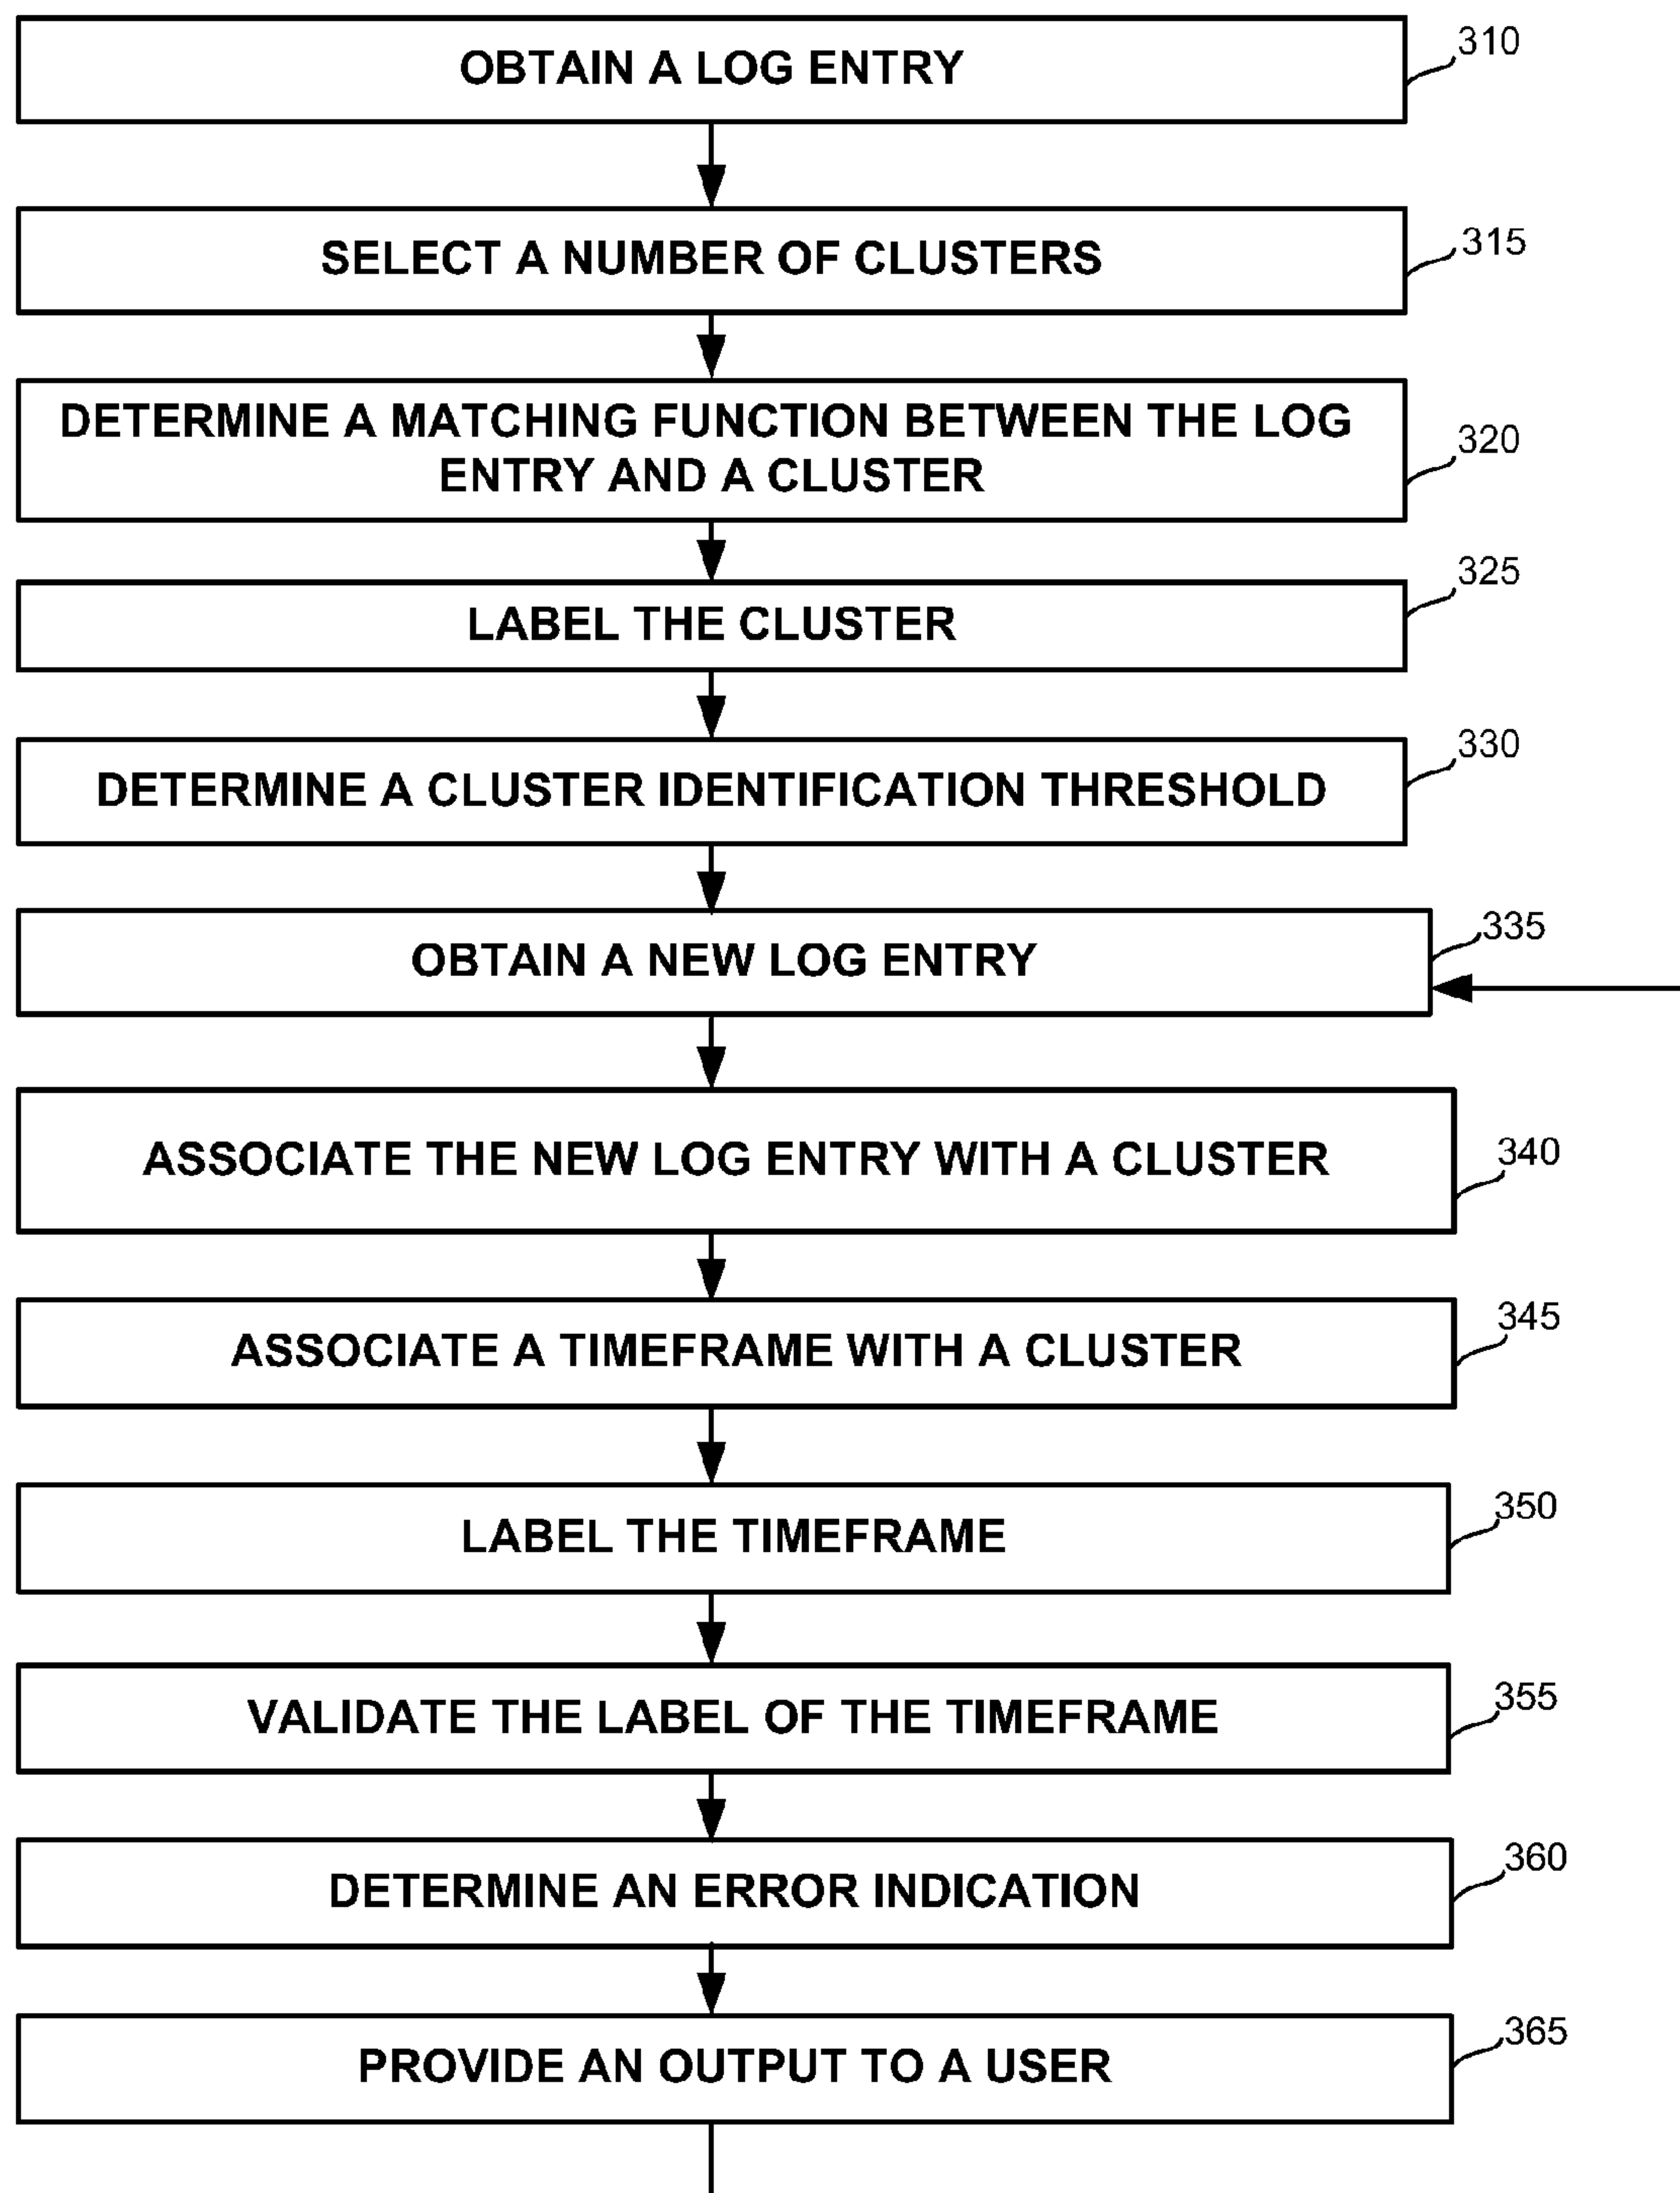 OBTAIN A LOG ENTRY
310
SELECT A NUMBER OF CLUSTERS
315
DETERMINE A MATCHING FUNCTION BETWEEN THE LOG
ENTRY AND A CLUSTER
320
LABEL THE CLUSTER
325
DETERMINE A CLUSTER IDENTIFICATION THRESHOLD
330
OBTAIN A NEW LOG ENTRY
335
ASSOCIATE THE NEW LOG ENTRY WITH A CLUSTER
340
ASSOCIATE A TIMEFRAME WITH A CLUSTER
345
LABEL THE TIMEFRAME
350
VALIDATE THE LABEL OF THE TIMEFRAME
355
DETERMINE AN ERROR INDICATION
360
PROVIDE AN OUTPUT TO A USER
365